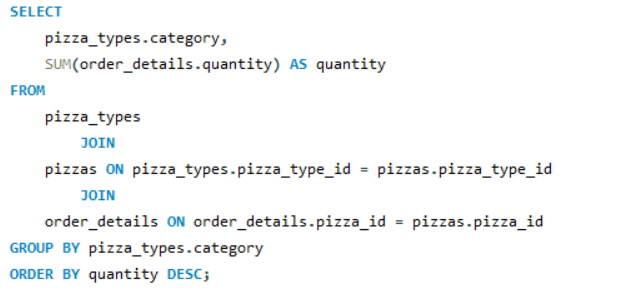 SELECT
    pizza_types.category,
    SUM(order_details.quantity) AS quantity
FROM
    pizza_types
        JOIN
    pizzas ON pizza_types.pizza_type_id = pizzas.pizza_type_id
        JOIN
    order_details ON order_details.pizza_id = pizzas.pizza_id
GROUP BY pizza_types.category
ORDER BY quantity DESC;